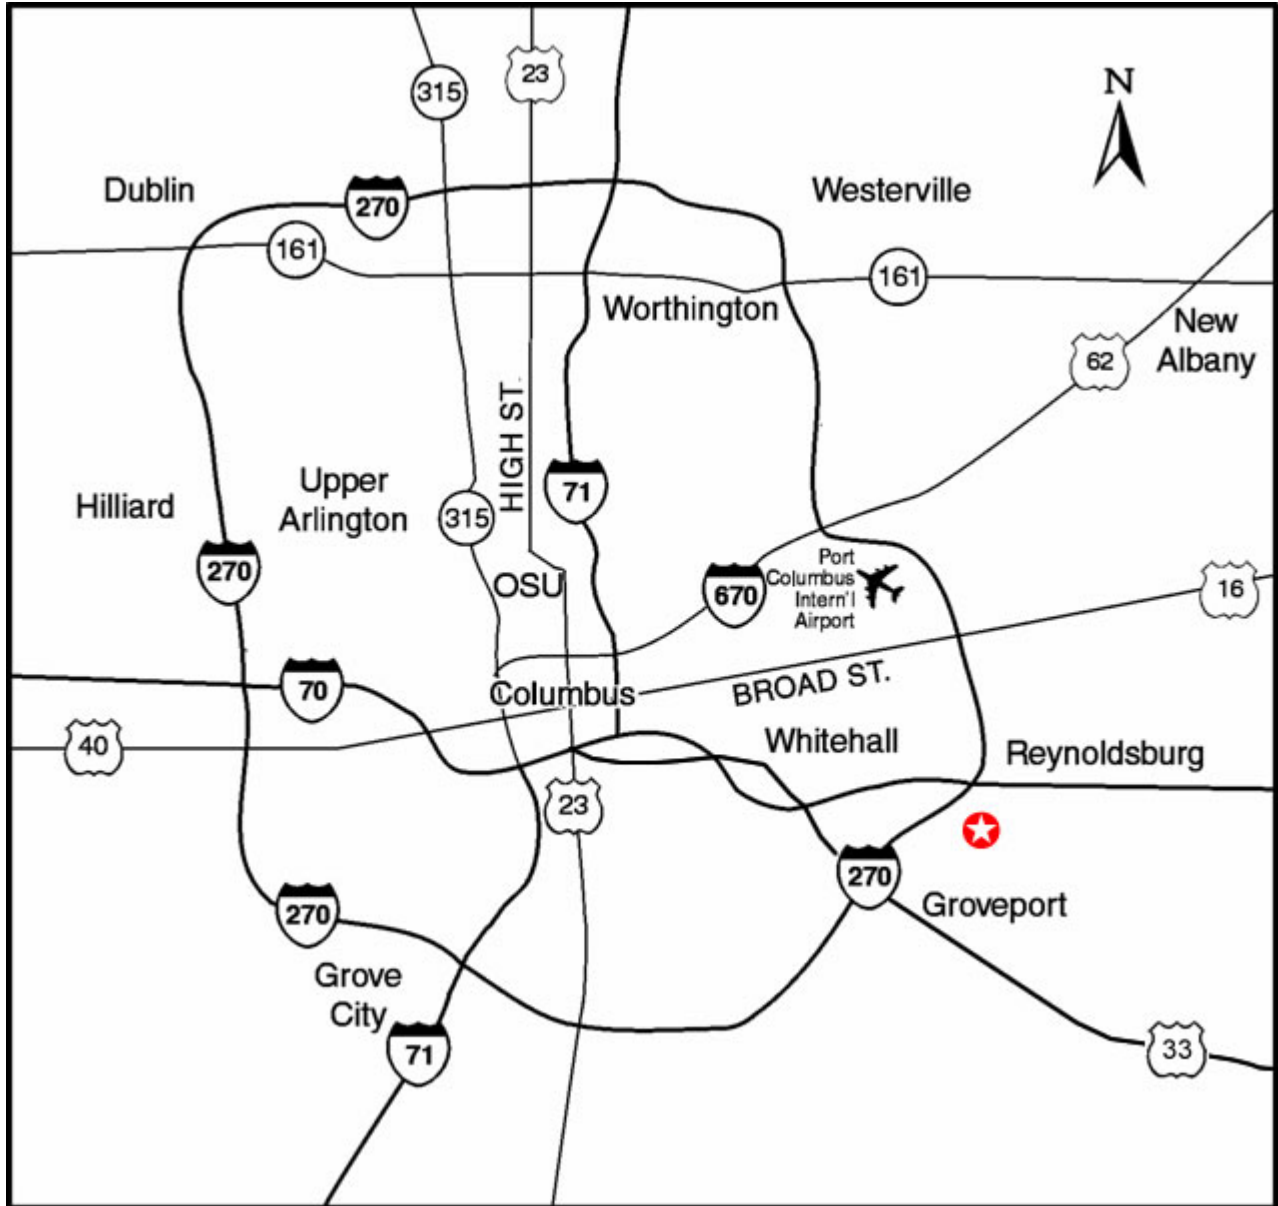 N
23
315
Dublin
270
Westerville
161
161
Worthington
New
Albany
62
HIGH ST.
Upper
Arlington
Hilliard
71
315
270
OSU
670
Port
Columbus
Intern'l
Airport
16
70
Columbus
BROAD ST.
40
Whitehall
Reynoldsburg
23
270
Groveport
270
Grove
City
71
33